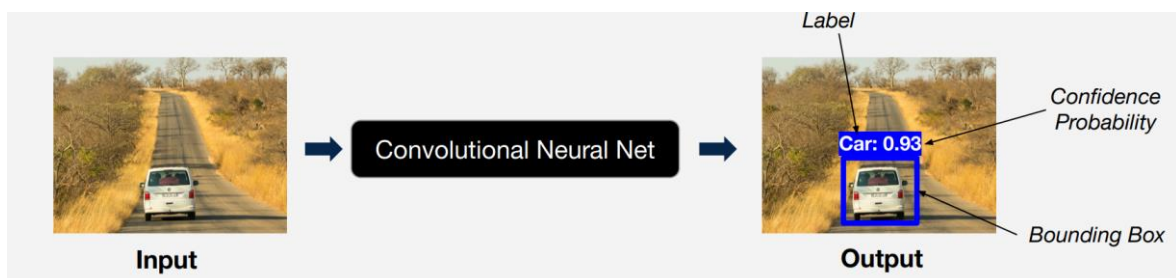 Label
Convolutional Neural Net
Car: 0.93
Confidence
Probability
Bounding Box
Input
Output